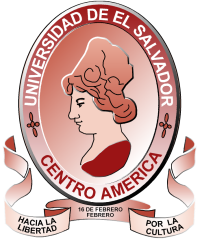 UNIVERSIDAD DE EL SALVADOR
CENTRO AMERICA
16 DE FEBRERO
FEBRERO
HACIA LA
LIBERTAD
POR LA
CULTURA